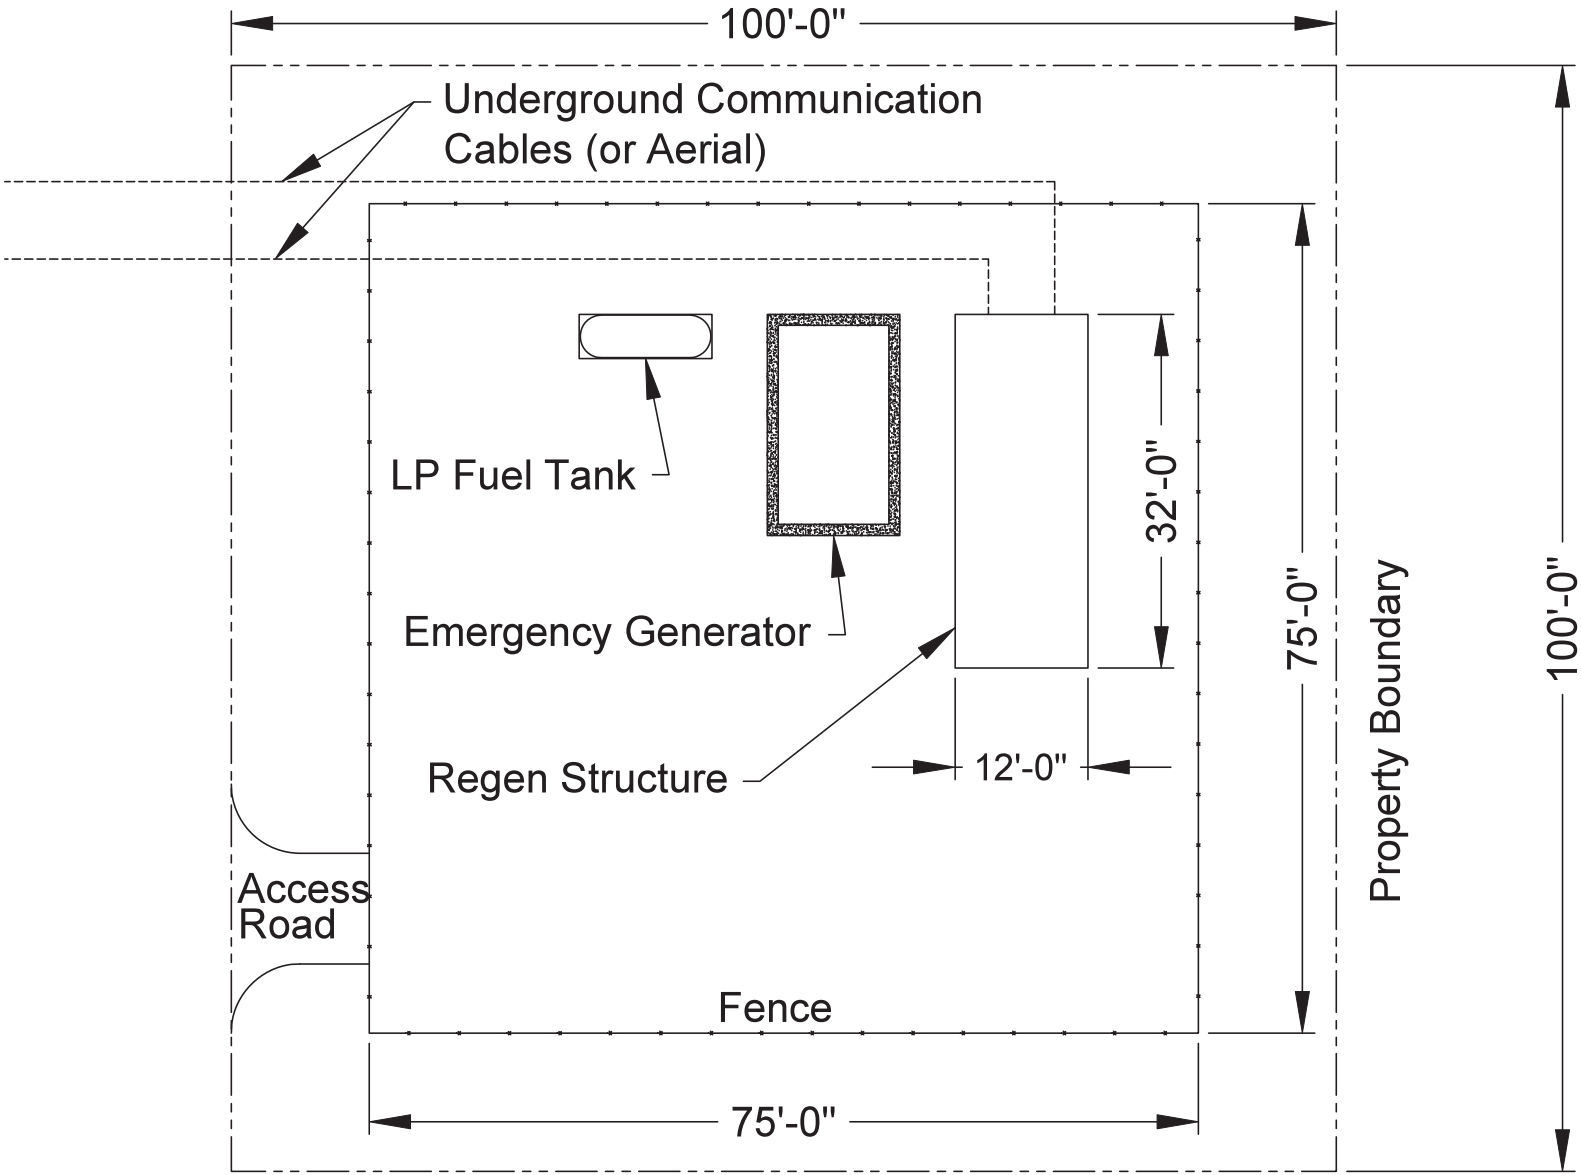 100'-0"
Underground Communication
Cables (or Aerial)
LP Fuel Tank
32'-0"
Emergency Generator
75'-0"
Property Boundary
100'-0"
Regen Structure
12'-0"
Access
Road
Fence
75'-0"